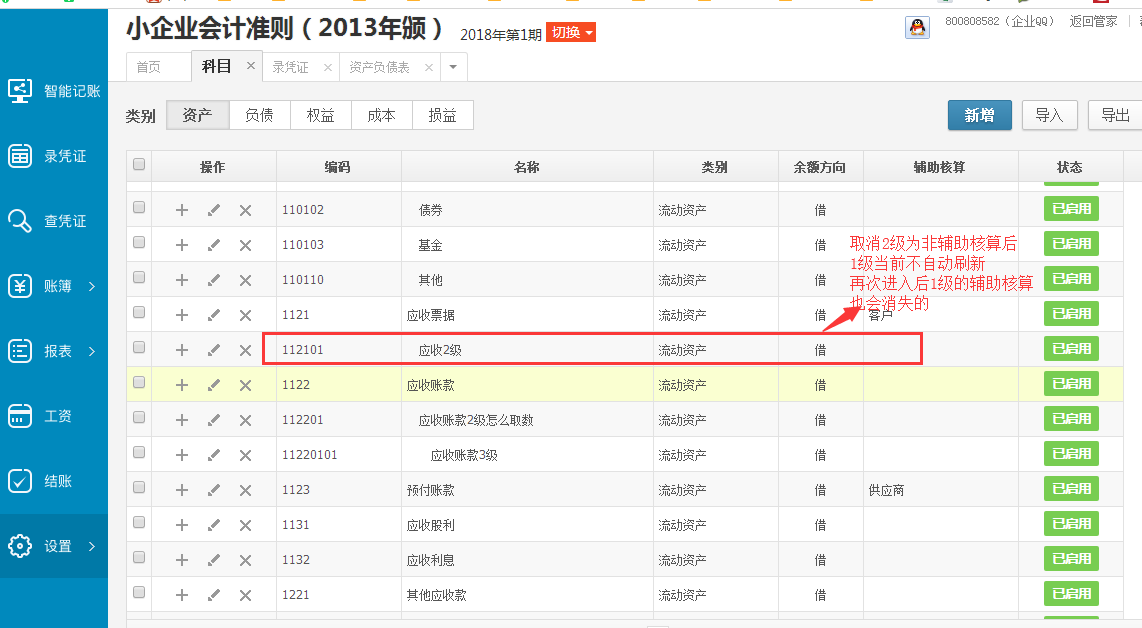 小企业会计准则（2013年颁） 2018年第1期 切换 800808582（企业QQ） 返回管家
首页 科目 × 录凭证 × 资产负债表 ×
智能记账
录凭证
查凭证
账簿
报表
工资
结账
设置
类别 资产 负债 权益 成本 损益 新增 导入 导出
操作 编码 名称 类别 余额方向 辅助核算 状态
110102 债券 流动资产 借 已启用
110103 基金 流动资产 借 已启用
110110 其他 流动资产 借 已启用
1121 应收票据 流动资产 借 客户 已启用
112101 应收2级 流动资产 借 已启用
1122 应收账款 流动资产 借 已启用
112201 应收账款2级怎么取数 流动资产 借 已启用
11220101 应收账款3级 流动资产 借 已启用
1123 预付账款 流动资产 借 供应商 已启用
1131 应收股利 流动资产 借 已启用
1132 应收利息 流动资产 借 已启用
1221 其他应收款 流动资产 借 已启用
取消2级为非辅助核算后
1级当前不自动刷新
再次进入后1级的辅助核算
也会消失的